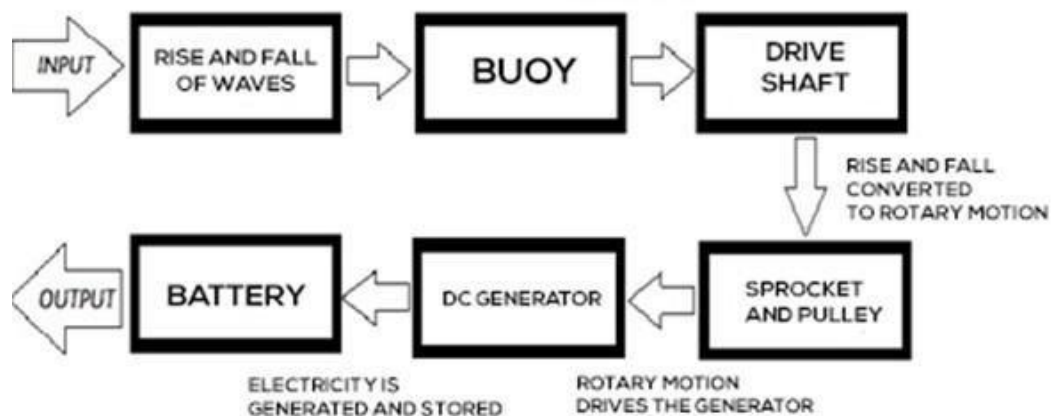 INPUT
RISE AND FALL
OF WAVES
BUOY
DRIVE
SHAFT
RISE AND FALL
CONVERTED
TO ROTARY MOTION
SPROCKET
AND PULLEY
ROTARY MOTION
DRIVES THE GENERATOR
DC GENERATOR
ELECTRICITY IS
GENERATED AND STORED
BATTERY
OUTPUT